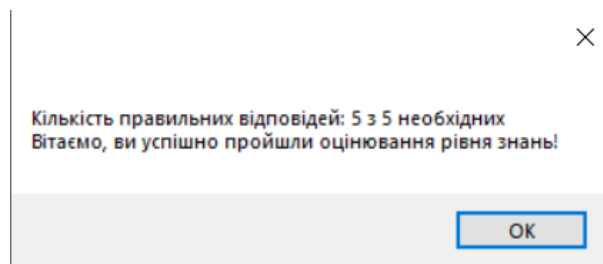 Кількість правильних відповідей: 5 з 5 необхідних
Вітаємо, ви успішно пройшли оцінювання рівня знань!
OK